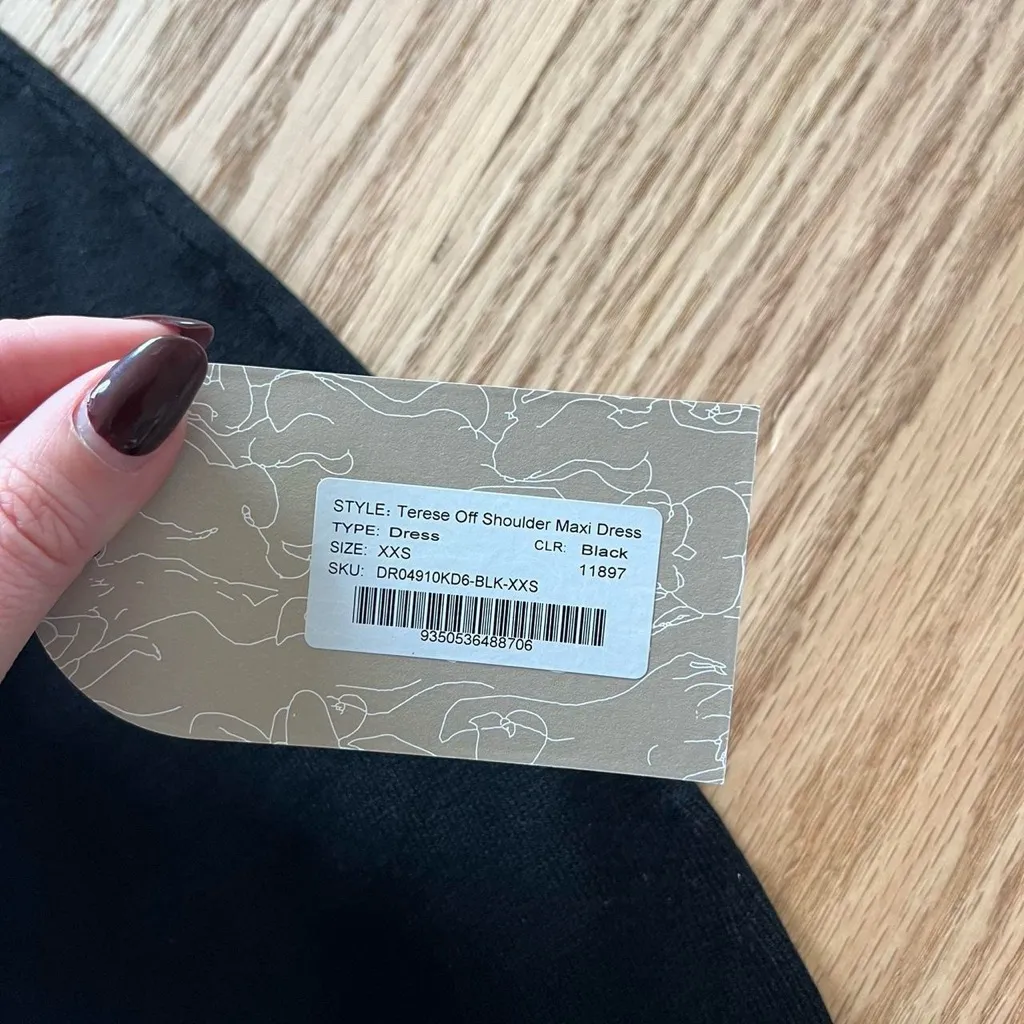 STYLE: Terese Off Shoulder Maxi Dress
TYPE: Dress CLR: Black
SIZE: XXS 11897
SKU: DR04910KD6-BLK-XXS
9350536488706